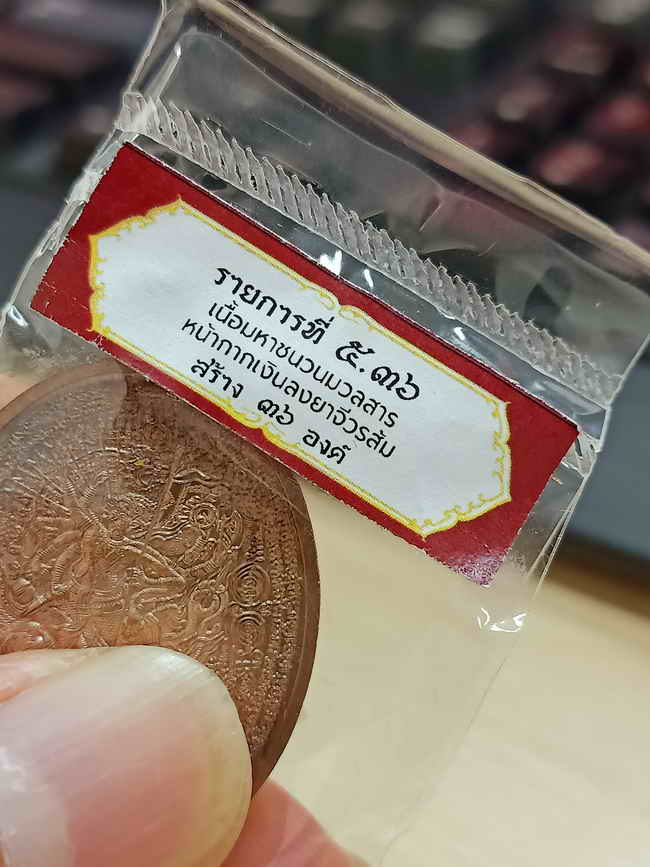 รายการที่ ๕.๓๖
เนื้อมหาชนวนมวลสาร
หน้ากากเงินลงยาจีวรส้ม
สร้าง ๓๖ องค์